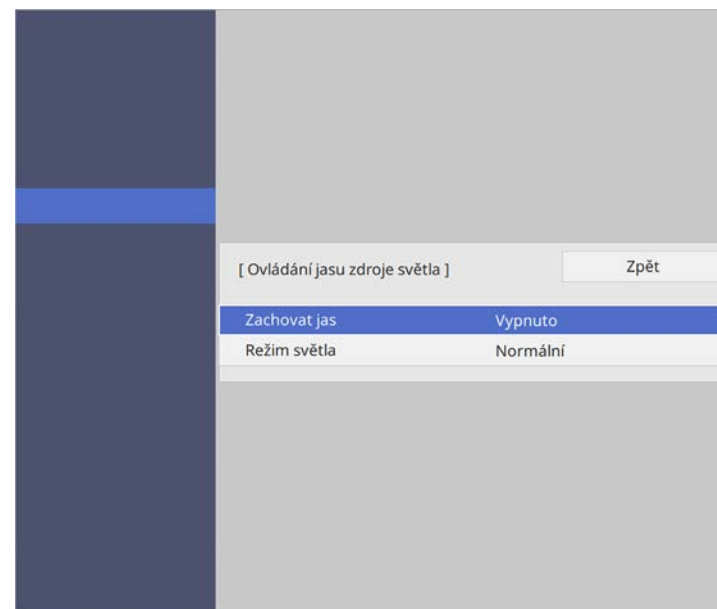 [ Ovládání jasu zdroje světla ] Zpět
Zachovat jas Vypnuto
Režim světla Normální